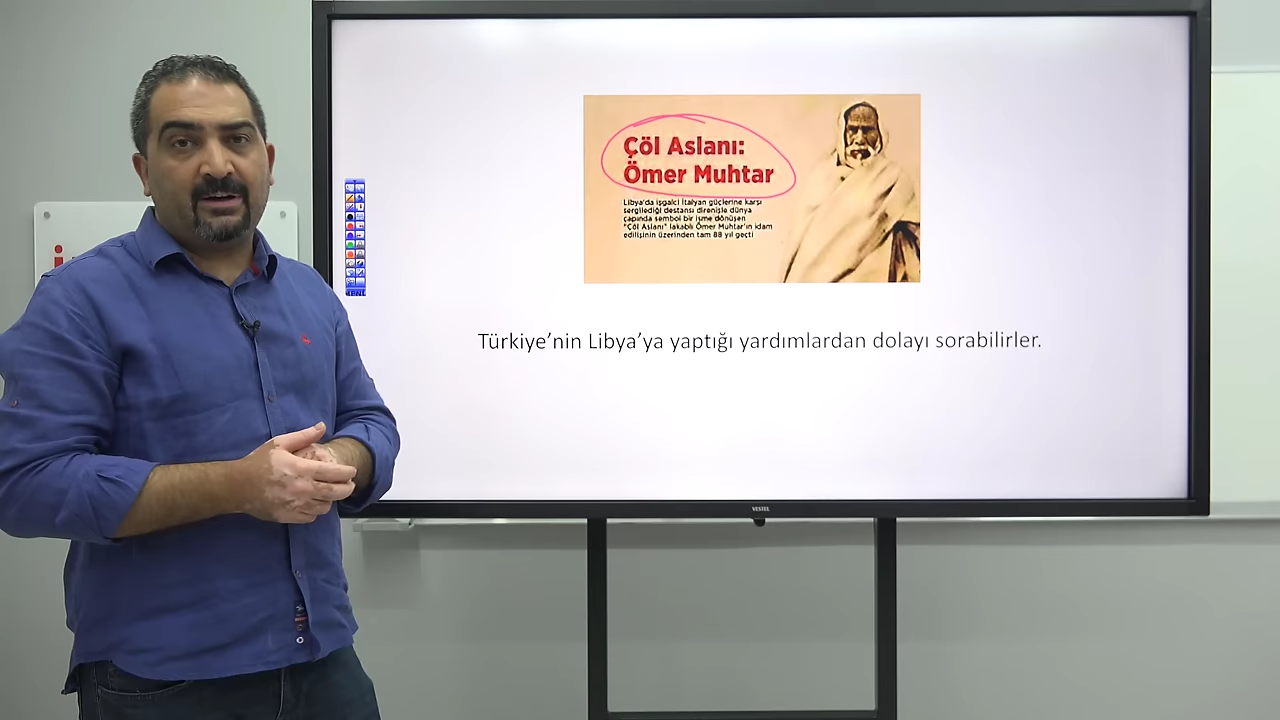 Çöl Aslanı:
Ömer Muhtar
Libya'da işgalci İtalyan güçlerine karşı
sergilediği destansı direnişle dünya
çapında sembol bir isme dönüşen
"Çöl Aslanı" lakablı Ömer Muhtar'ın idam
edilişinin üzerinden tam 88 yıl geçti
Türkiye’nin Libya’ya yaptığı yardımlardan dolayı sorabilirler.
VESTEL